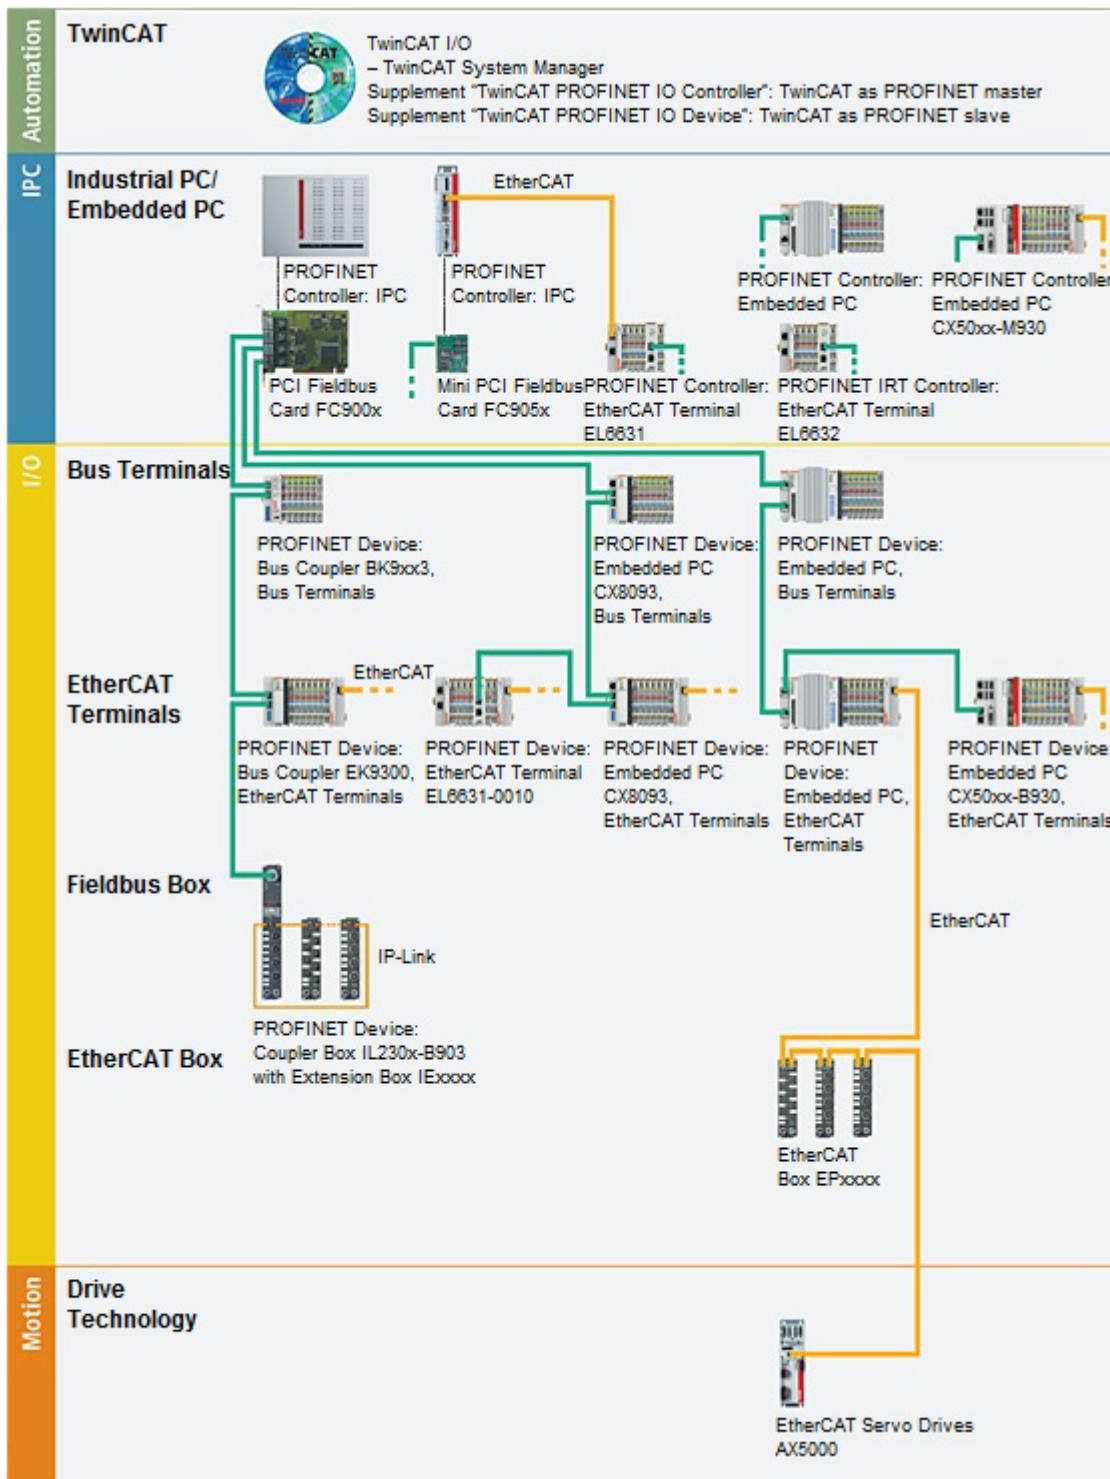 Automation
TwinCAT
TwinCAT
TwinCAT I/O
– TwinCAT System Manager
Supplement "TwinCAT PROFINET IO Controller": TwinCAT as PROFINET master
Supplement "TwinCAT PROFINET IO Device": TwinCAT as PROFINET slave
IPC
Industrial PC/
Embedded PC
EtherCAT
PROFINET
Controller: IPC
PROFINET
Controller: IPC
PROFINET Controller:
Embedded PC
PROFINET Controller
Embedded PC
CX50xx-M930
PCI Fieldbus
Card FC900x
Mini PCI Fieldbus
Card FC905x
PROFINET Controller:
EtherCAT Terminal
EL6631
PROFINET IRT Controller:
EtherCAT Terminal
EL6632
I/O
Bus Terminals
PROFINET Device:
Bus Coupler BK9xx3,
Bus Terminals
PROFINET Device:
Embedded PC
CX8093,
Bus Terminals
PROFINET Device:
Embedded PC,
Bus Terminals
EtherCAT
Terminals
EtherCAT
PROFINET Device:
Bus Coupler EK9300,
EtherCAT Terminals
PROFINET Device:
EtherCAT Terminal
EL6631-0010
PROFINET Device:
Embedded PC
CX8093,
EtherCAT Terminals
PROFINET
Device:
Embedded PC,
EtherCAT
Terminals
PROFINET Device
Embedded PC
CX50xx-B930,
EtherCAT Terminals
Fieldbus Box
IP-Link
EtherCAT
PROFINET Device:
Coupler Box IL230x-B903
with Extension Box IExxxx
EtherCAT Box
EtherCAT
Box EPxxxx
Motion
Drive
Technology
EtherCAT Servo Drives
AX5000